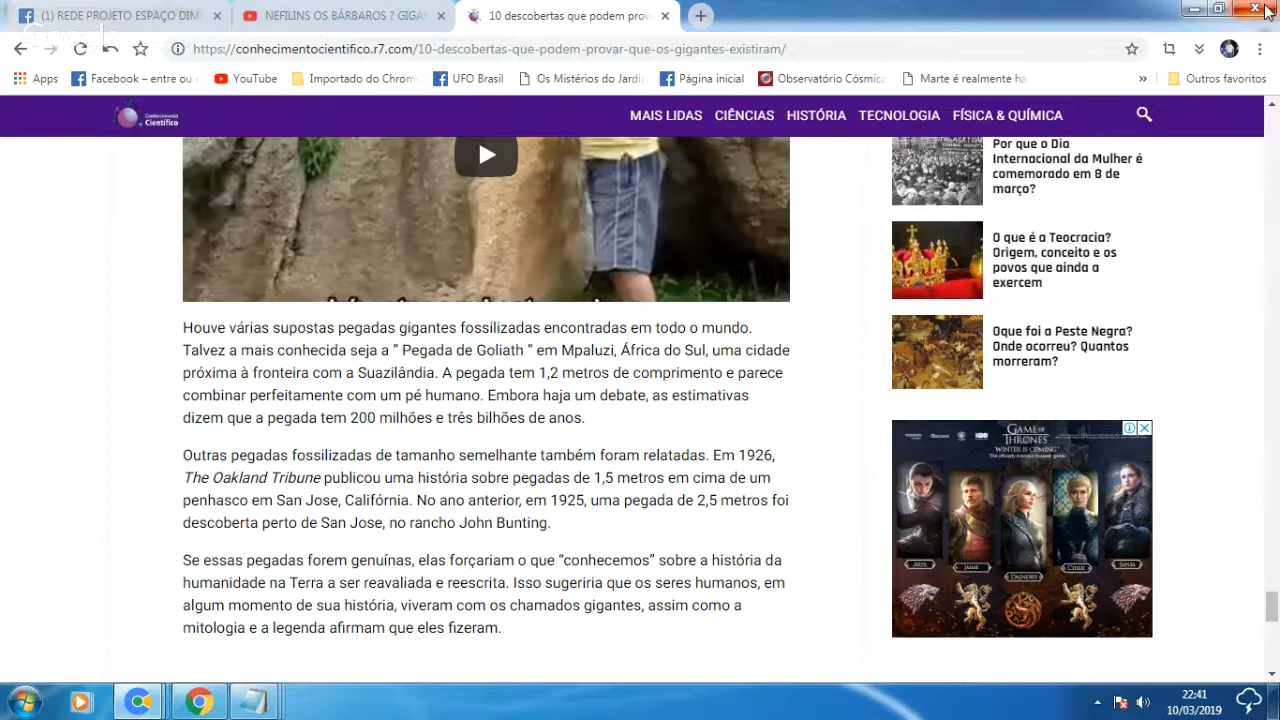 (1) REDE PROJETO ESPAÇO DIM
NEFILINS OS BÁRBAROS ? GIGA
10 descobertas que podem prov
https://conhecimentocientifico.r7.com/10-descobertas-que-podem-provar-que-os-gigantes-existiram/
Apps
Facebook – entre ou
YouTube
Importado do Chrom
UFO Brasil
Os Mistérios do Jardi
Página inicial
Observatório Cósmic
Marte é realmente ha
»
Outros favoritos
Conhecimento
Científico
MAIS LIDAS
CIÊNCIAS
HISTÓRIA
TECNOLOGIA
FÍSICA & QUÍMICA
Houve várias supostas pegadas gigantes fossilizadas encontradas em todo o mundo.
Talvez a mais conhecida seja a " Pegada de Goliath " em Mpaluzi, África do Sul, uma cidade
próxima à fronteira com a Suazilândia. A pegada tem 1,2 metros de comprimento e parece
combinar perfeitamente com um pé humano. Embora haja um debate, as estimativas
dizem que a pegada tem 200 milhões e três bilhões de anos.
Outras pegadas fossilizadas de tamanho semelhante também foram relatadas. Em 1926,
The Oakland Tribune publicou uma história sobre pegadas de 1,5 metros em cima de um
penhasco em San Jose, Califórnia. No ano anterior, em 1925, uma pegada de 2,5 metros foi
descoberta perto de San Jose, no rancho John Bunting.
Se essas pegadas forem genuínas, elas forçariam o que “conhecemos” sobre a história da
humanidade na Terra a ser reavaliada e reescrita. Isso sugeriria que os seres humanos, em
algum momento de sua história, viveram com os chamados gigantes, assim como a
mitologia e a legenda afirmam que eles fizeram.
Por que o Dia
Internacional da Mulher é
comemorado em 8 de
março?
O que é a Teocracia?
Origem, conceito e os
povos que ainda a
exercem
Oque foi a Peste Negra?
Onde ocorreu? Quantos
morreram?
GAME OF
THRONES
WINTER IS COMING
HBO
ARYA
JAIME
DAENERYS
CERSEI
SANSA
22:41
10/03/2019